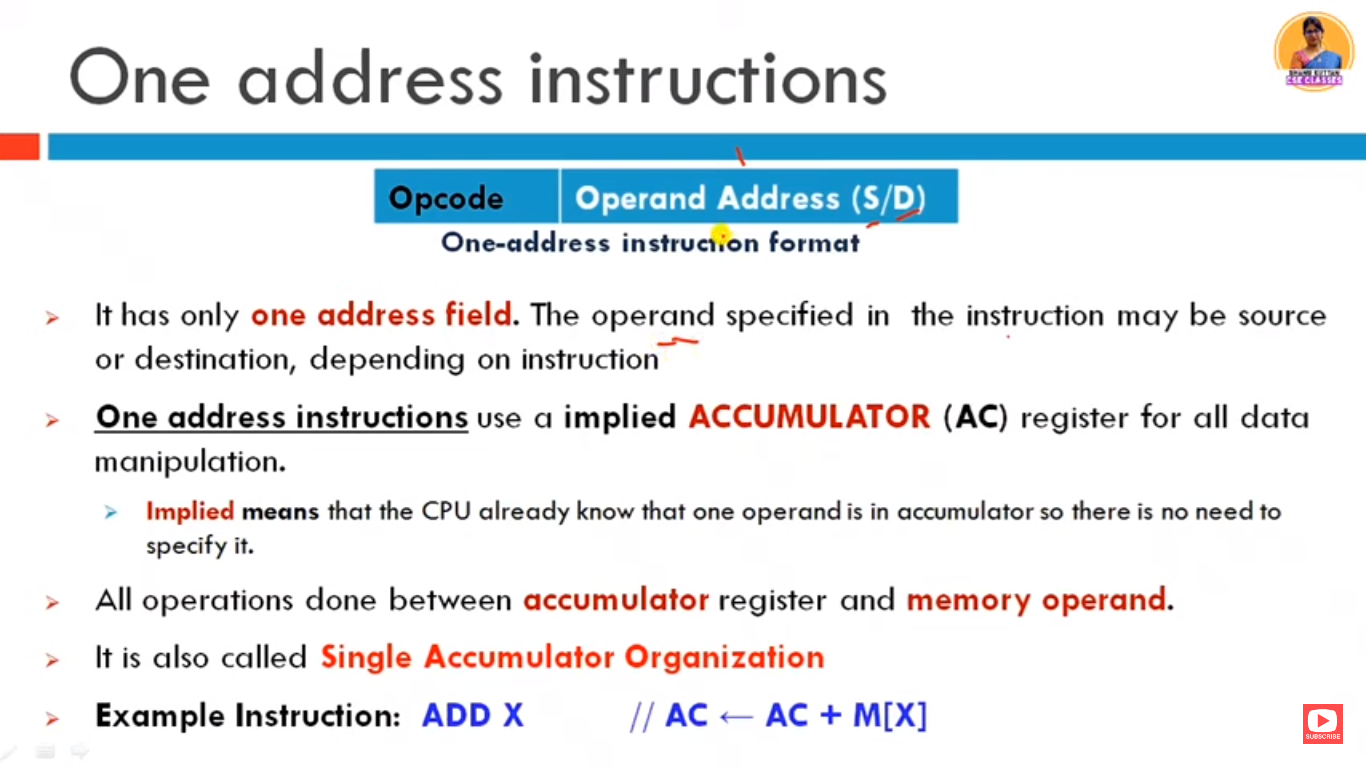 One address instructions
CSE CLASSES
Opcode Operand Address (S/D)
One-address instruction format
➢ It has only one address field. The operand specified in the instruction may be source
or destination, depending on instruction
➢ One address instructions use a implied ACCUMULATOR (AC) register for all data
manipulation.
➢ Implied means that the CPU already know that one operand is in accumulator so there is no need to
specify it.
➢ All operations done between accumulator register and memory operand.
➢ It is also called Single Accumulator Organization
➢ Example Instruction: ADD X // AC ← AC + M[X]
SUBSCRIBE